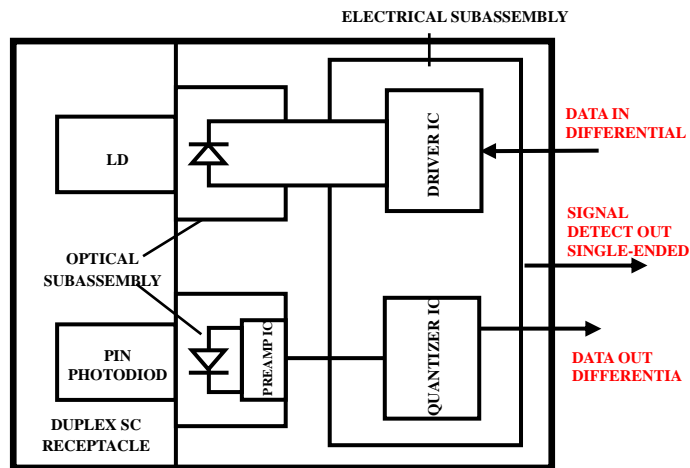 ELECTRICAL SUBASSEMBLY
DATA IN
DIFFERENTIAL
DRIVER IC
LD
SIGNAL
DETECT OUT
SINGLE-ENDED
OPTICAL
SUBASSEMBLY
PIN
PHOTODIOD
PREAMP IC
QUANTIZER IC
DATA OUT
DIFFERENTIA
DUPLEX SC
RECEPTACLE